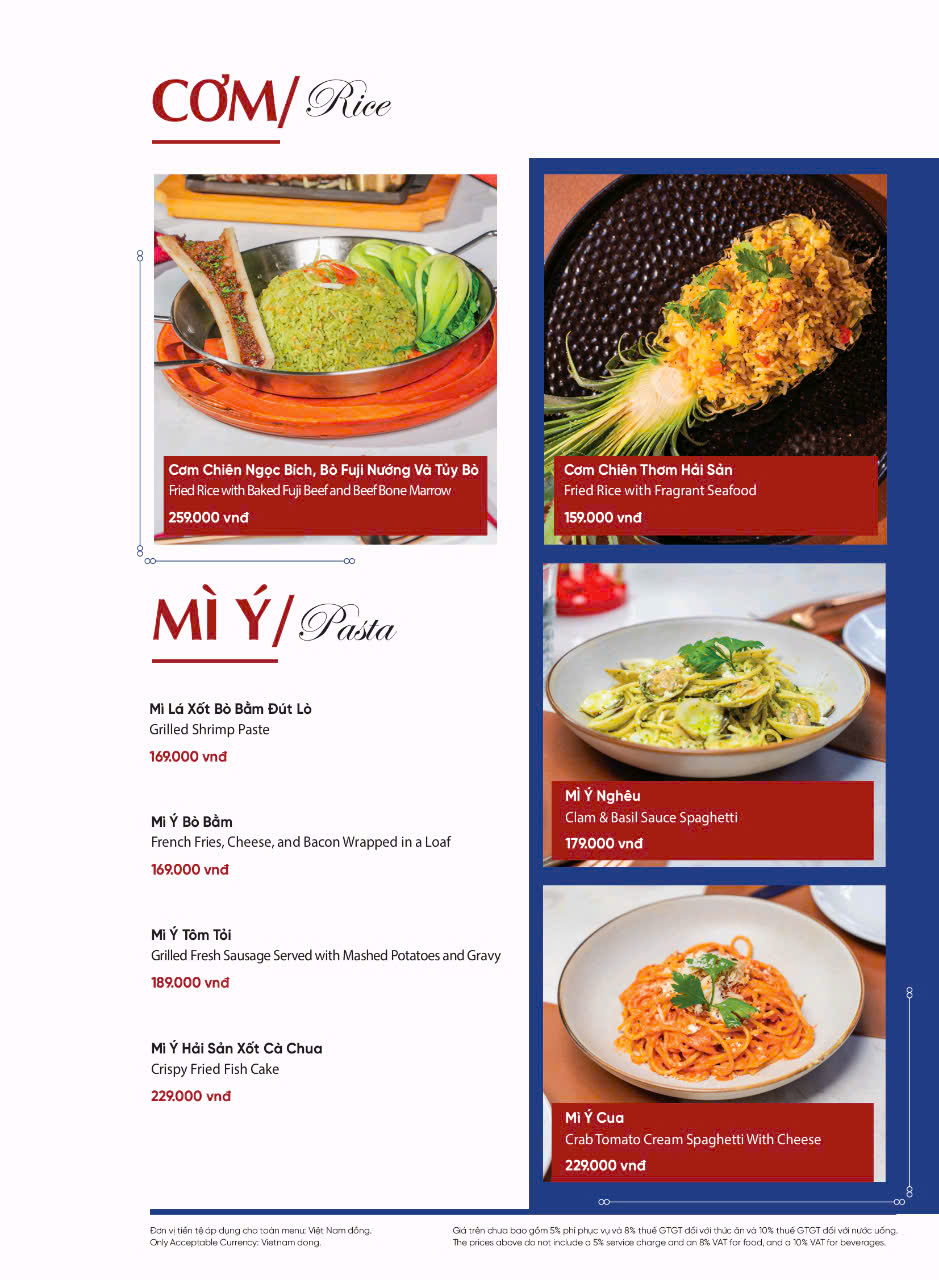 CƠM/ Rice
Cơm Chiên Ngọc Bích, Bò Fuji Nướng Và Tủy Bò
Fried Rice with Baked Fuji Beef and Beef Bone Marrow
259.000 vnđ
Cơm Chiên Thơm Hải Sản
Fried Rice with Fragrant Seafood
159.000 vnđ
MÌ Ý/ Pasta
Mì Lá Xốt Bò Bằm Đút Lò
Grilled Shrimp Paste
169.000 vnđ
Mì Ý Bò Bằm
French Fries, Cheese, and Bacon Wrapped in a Loaf
169.000 vnđ
Mì Ý Tôm Tỏi
Grilled Fresh Sausage Served with Mashed Potatoes and Gravy
189.000 vnđ
Mì Ý Hải Sản Xốt Cà Chua
Crispy Fried Fish Cake
229.000 vnđ
MÌ Ý Nghêu
Clam & Basil Sauce Spaghetti
179.000 vnđ
Mì Ý Cua
Crab Tomato Cream Spaghetti With Cheese
229.000 vnđ
Đơn vị tiền tệ áp dụng cho toàn menu: Việt Nam đồng.
Only Acceptable Currency: Vietnam dong.
Giá trên chưa bao gồm 5% phí phục vụ và 8% thuế GTGT đối với thức ăn và 10% thuế GTGT đối với nước uống.
The prices above do not include a 5% service charge and an 8% VAT for food, and a 10% VAT for beverages.